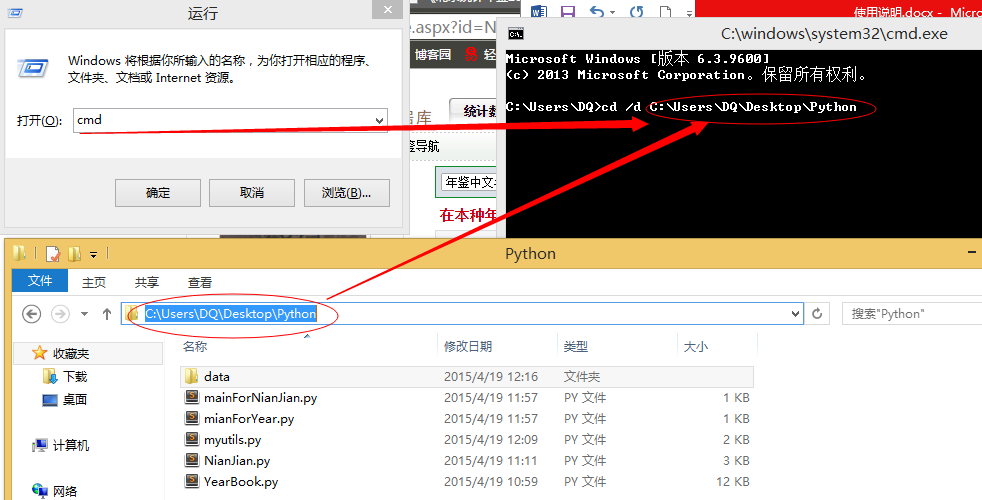 运行
Windows 将根据你所输入的名称，为你打开相应的程序、
文件夹、文档或 Internet 资源。
打开(O):
cmd
确定
取消
浏览(B)...
e.aspx?id=N
博客园
库
统计数
导航
年鉴中文
在本种年
使用说明.docx - Micros
C:\windows\system32\cmd.exe
Microsoft Windows [版本 6.3.9600]
(c) 2013 Microsoft Corporation。保留所有权利。
C:\Users\DQ>cd /d C:\Users\DQ\Desktop\Python
Python
文件
主页
共享
查看
C:\Users\DQ\Desktop\Python
搜索"Python"
收藏夹
下载
桌面
计算机
网络
名称 修改日期 类型 大小
data 2015/4/19 12:16 文件夹
mainForNianJian.py 2015/4/19 11:57 PY 文件 1 KB
mianForYear.py 2015/4/19 11:57 PY 文件 1 KB
myutils.py 2015/4/19 12:09 PY 文件 2 KB
NianJian.py 2015/4/19 11:11 PY 文件 3 KB
YearBook.py 2015/4/19 10:59 PY 文件 12 KB